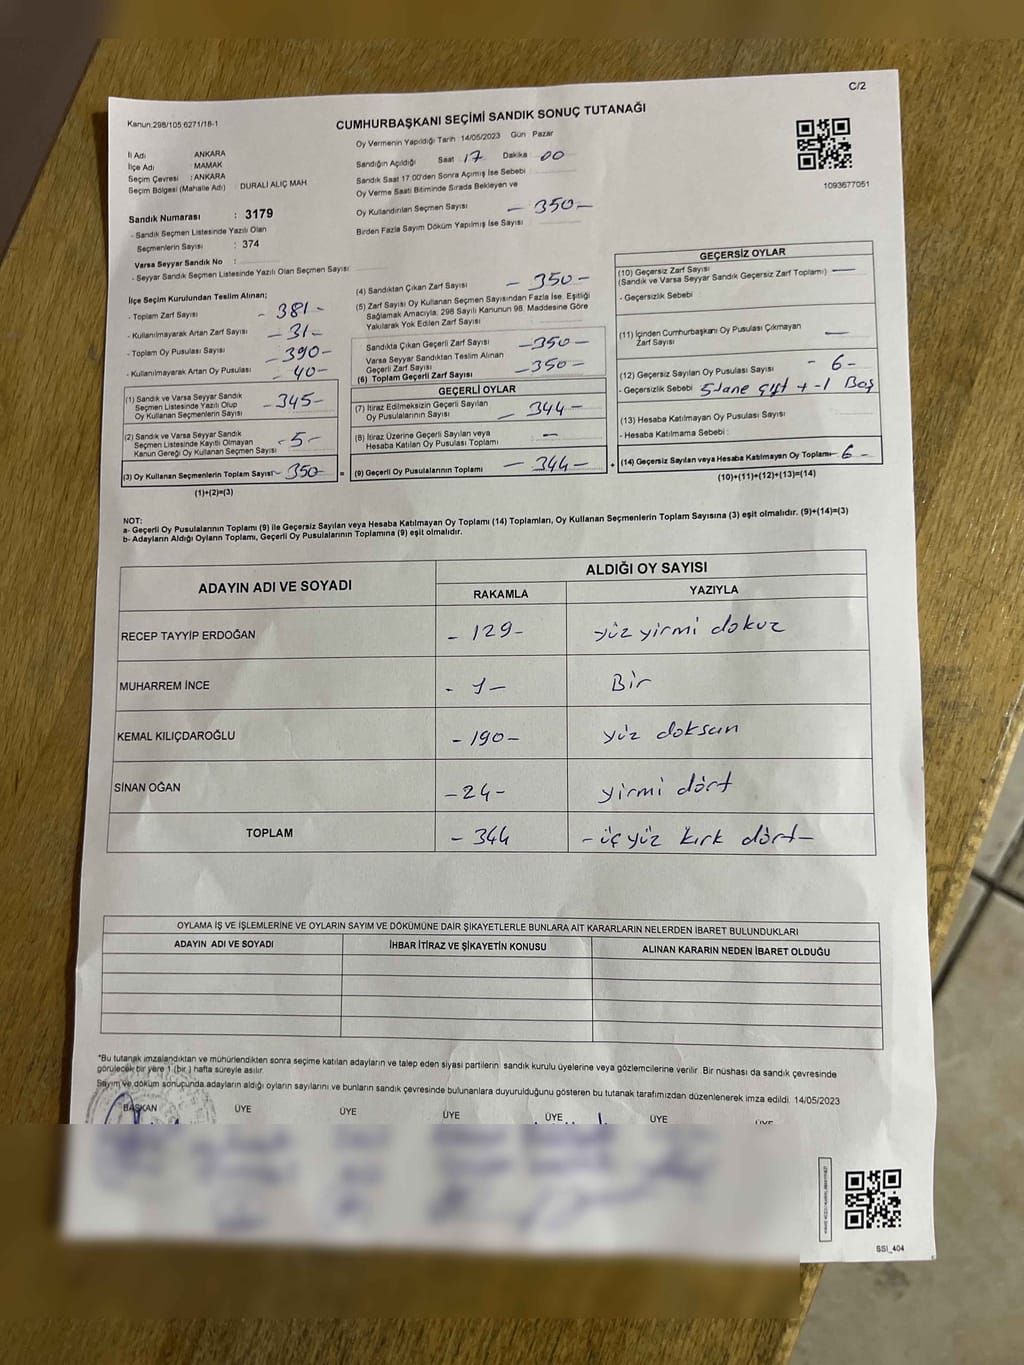 C/2
Kanun:298/105.6271/18-1
CUMHURBAŞKANI SEÇİMİ SANDIK SONUÇ TUTANAĞI
Oy Vermenin Yapıldığı Tarih : 14/05/2023 Gün : Pazar
İl Adı : ANKARA
İlçe Adı : MAMAK
Seçim Çevresi : ANKARA
Seçim Bölgesi (Mahalle Adı) : DURALİ ALIÇ MAH
Sandığın Açıldığı Saat 17 Dakika 00
Sandık Saat 17.00'den Sonra Açımış İse Sebebi
Oy Verme Saati Bitiminde Sırada Bekleyen ve
Oy Kullandırılan Seçmen Sayısı - 350 -
Birden Fazla Sayım Döküm Yapılmış İse Sayısı
1093677051
Sandık Numarası : 3179
- Sandık Seçmen Listesinde Yazılı Olan
Seçmenlerin Sayısı : 374
Varsa Seyyar Sandık No :
- Seyyar Sandık Seçmen Listesinde Yazılı Olan Seçmen Sayısı:
İlçe Seçim Kurulundan Teslim Alınan;
- Toplam Zarf Sayısı - 381 -
- Kullanılmayarak Artan Zarf Sayısı - 31 -
- Toplam Oy Pusulası Sayısı - 390 -
- Kullanılmayarak Artan Oy Pusulası - 40 -
(1) Sandık ve Varsa Seyyar Sandık
Seçmen Listesinde Yazılı Olup
Oy Kullanan Seçmenlerin Sayısı - 345 -
(2) Sandık ve Varsa Seyyar Sandık
Seçmen Listesinde Kayıtlı Olmayan
Kanun Gereği Oy Kullanan Seçmen Sayısı - 5 -
(3) Oy Kullanan Seçmenlerin Toplam Sayısı - 350 -
(1)+(2)=(3)
(4) Sandıktan Çıkan Zarf Sayısı - 350 -
(5) Zarf Sayısı Oy Kullanan Seçmen Sayısından Fazla İse, Eşitliği
Sağlamak Amacıyla, 298 Sayılı Kanunun 98. Maddesine Göre
Yakılarak Yok Edilen Zarf Sayısı
Sandıkta Çıkan Geçerli Zarf Sayısı - 350 -
Varsa Seyyar Sandıktan Teslim Alınan
Geçerli Zarf Sayısı
(6) Toplam Geçerli Zarf Sayısı - 350 -
GEÇERLİ OYLAR
(7) İtiraz Edilmeksizin Geçerli Sayılan
Oy Pusulalarının Sayısı - 344 -
(8) İtiraz Üzerine Geçerli Sayılan veya
Hesaba Katılan Oy Pusulası Toplamı -
= (9) Geçerli Oy Pusulalarının Toplamı - 344 - +
GEÇERSİZ OYLAR
(10) Geçersiz Zarf Sayısı
(Sandık ve Varsa Seyyar Sandık Geçersiz Zarf Toplamı) -
- Geçersizlik Sebebi :
(11) İçinden Cumhurbaşkanı Oy Pusulası Çıkmayan
Zarf Sayısı -
(12) Geçersiz Sayılan Oy Pusulası Sayısı - 6 -
- Geçersizlik Sebebi 5 tane çift + -1 Boş
(13) Hesaba Katılmayan Oy Pusulası Sayısı
- Hesaba Katılmama Sebebi :
(14) Geçersiz Sayılan veya Hesaba Katılmayan Oy Toplamı - 6 -
(10)+(11)+(12)+(13)=(14)
NOT:
a- Geçerli Oy Pusulalarının Toplamı (9) ile Geçersiz Sayılan veya Hesaba Katılmayan Oy Toplamı (14) Toplamları, Oy Kullanan Seçmenlerin Toplam Sayısına (3) eşit olmalıdır. (9)+(14)=(3)
b- Adayların Aldığı Oyların Toplamı, Geçerli Oy Pusulalarının Toplamına (9) eşit olmalıdır.
ADAYIN ADI VE SOYADI ALDIĞI OY SAYISI
RAKAMLA YAZIYLA
RECEP TAYYİP ERDOĞAN - 129 - yüz yirmi dokuz
MUHARREM İNCE - 1 - Bir
KEMAL KILIÇDAROĞLU - 190 - yüz doksan
SİNAN OĞAN - 24 - yirmi dört
TOPLAM - 344 - üç yüz kırk dört -
OYLAMA İŞ VE İŞLEMLERİNE VE OYLARIN SAYIM VE DÖKÜMÜNE DAİR ŞİKAYETLERLE BUNLARA AİT KARARLARIN NELERDEN İBARET BULUNDUKLARI
ADAYIN ADI VE SOYADI İHBAR İTİRAZ VE ŞİKAYETİN KONUSU ALINAN KARARIN NEDEN İBARET OLDUĞU
*Bu tutanak imzalandıktan ve mühürlendikten sonra seçime katılan adayların ve talep eden siyasi partilerin sandık kurulu üyelerine veya gözlemcilerine verilir. Bir nüshası da sandık çevresinde
görülecek bir yere 1 (bir) hafta süreyle asılır.
Sayım ve döküm sonucunda adayların aldığı oyların sayılarını ve bunların sandık çevresinde bulunanlara duyurulduğunu gösteren bu tutanak tarafımızdan düzenlenerek imza edildi. 14/05/2023
BAŞKAN ÜYE ÜYE ÜYE ÜYE ÜYE ÜYE
SSI_404